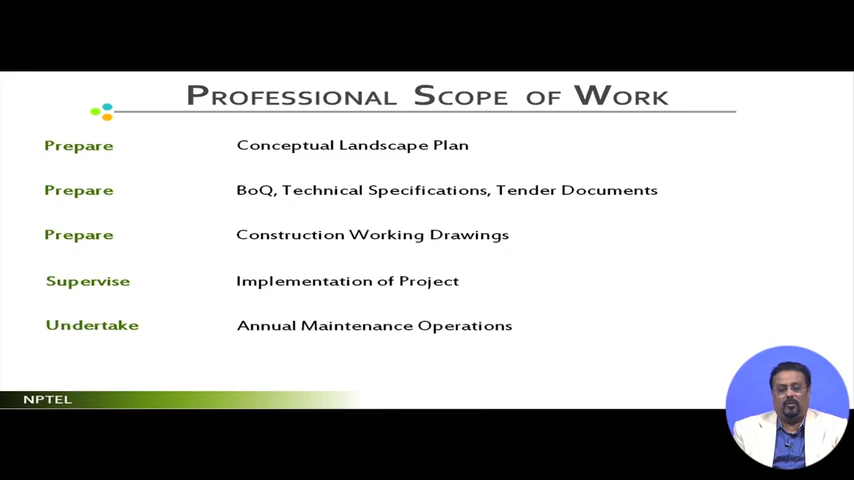 PROFESSIONAL SCOPE OF WORK
Prepare Conceptual Landscape Plan
Prepare BoQ, Technical Specifications, Tender Documents
Prepare Construction Working Drawings
Supervise Implementation of Project
Undertake Annual Maintenance Operations
NPTEL